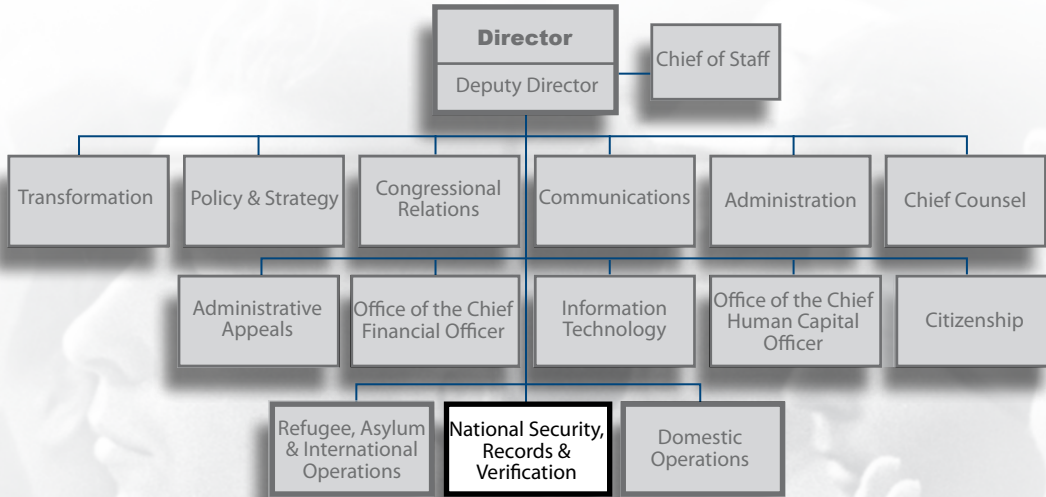 Director
Deputy Director
Chief of Staff
Transformation
Policy & Strategy
Congressional
Relations
Communications
Administration
Chief Counsel
Administrative
Appeals
Office of the Chief
Financial Officer
Information
Technology
Office of the Chief
Human Capital
Officer
Citizenship
Refugee, Asylum
& International
Operations
National Security,
Records &
Verification
Domestic
Operations